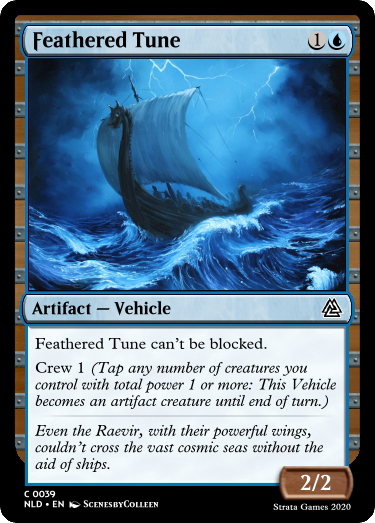 Feathered Tune 1
Artifact — Vehicle
Feathered Tune can't be blocked.
Crew 1 (Tap any number of creatures you
control with total power 1 or more: This Vehicle
becomes an artifact creature until end of turn.)
Even the Raevir, with their powerful wings,
couldn't cross the vast cosmic seas without the
aid of ships.
2/2
C 0039
NLD • EN ScenesbyColleen
Strata Games 2020